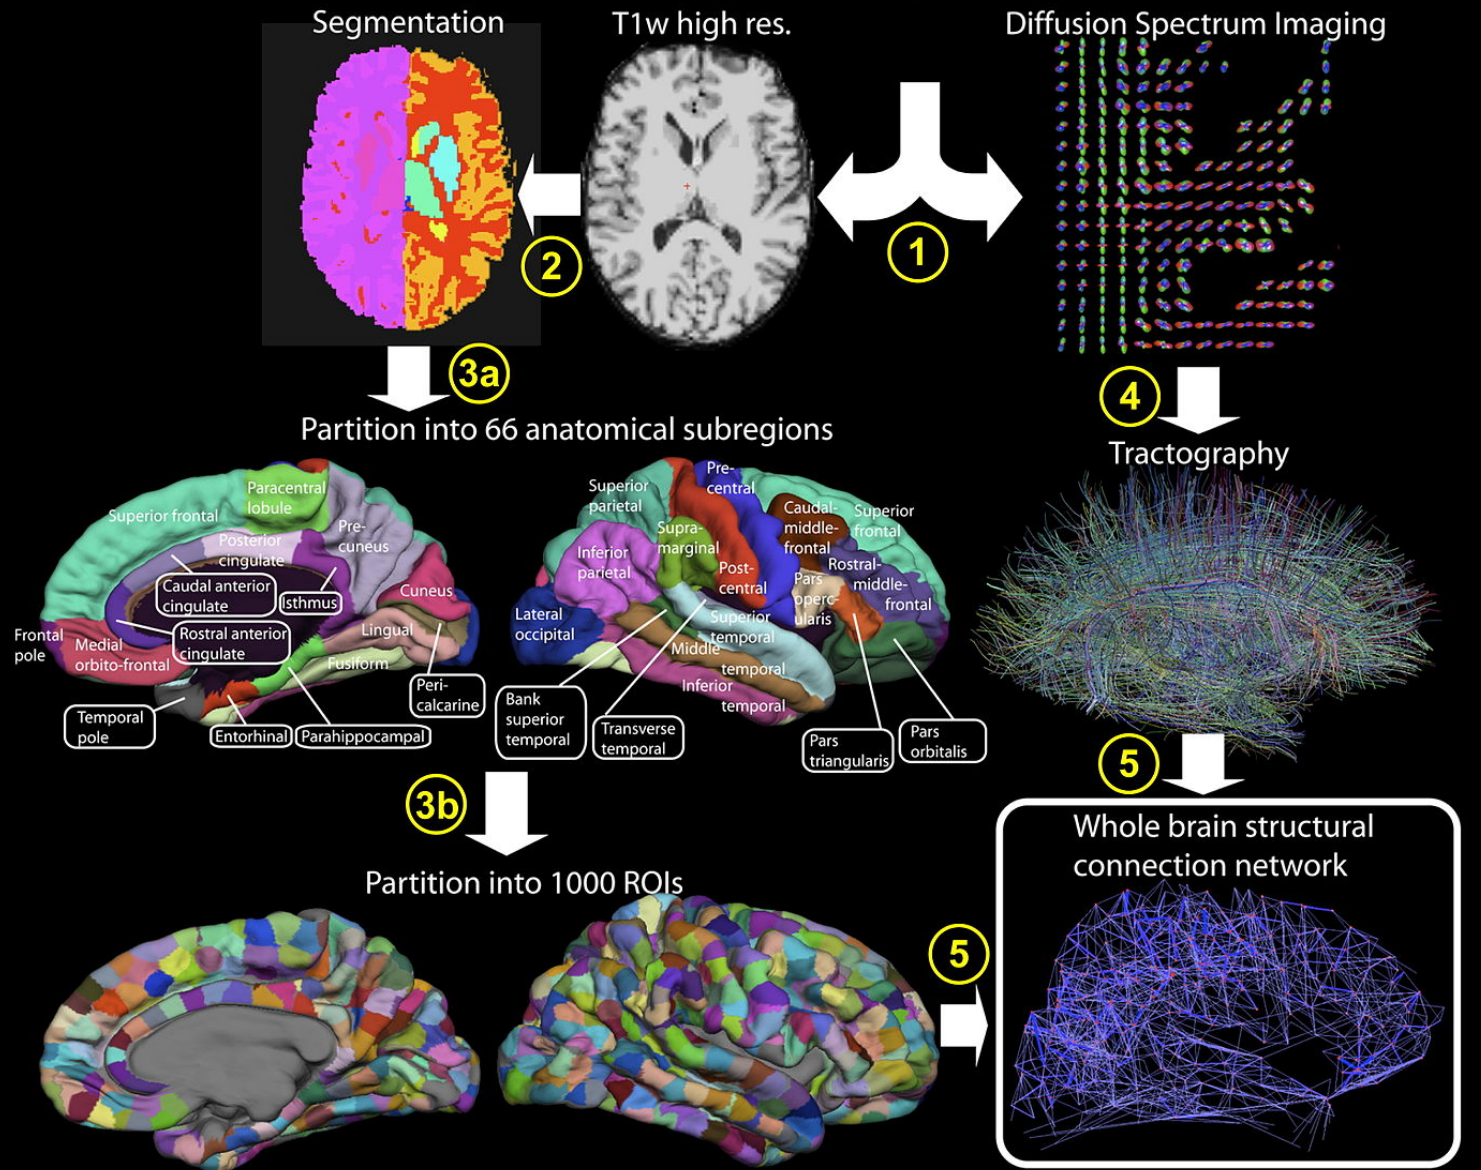 Segmentation
T1w high res.
Diffusion Spectrum Imaging
1
2
3a
4
Partition into 66 anatomical subregions
Tractography
Paracentral
lobule
Superior frontal
Posterior
cingulate
Pre-
cuneus
Caudal anterior
cingulate
Isthmus
Cuneus
Rostral anterior
cingulate
Lingual
Frontal
pole
Medial
orbito-frontal
Fusiform
Peri-
calcarine
Temporal
pole
Entorhinal
Parahippocampal
Superior
parietal
Pre-
central
Caudal-
middle-
frontal
Superior
frontal
Supra-
marginal
Inferior
parietal
Post-
central
Pars
operc-
ularis
Rostral-
middle-
frontal
Lateral
occipital
Superior
temporal
Middle
temporal
Inferior
temporal
Bank
superior
temporal
Transverse
temporal
Pars
triangularis
Pars
orbitalis
3b
5
Partition into 1000 ROIs
5
Whole brain structural
connection network